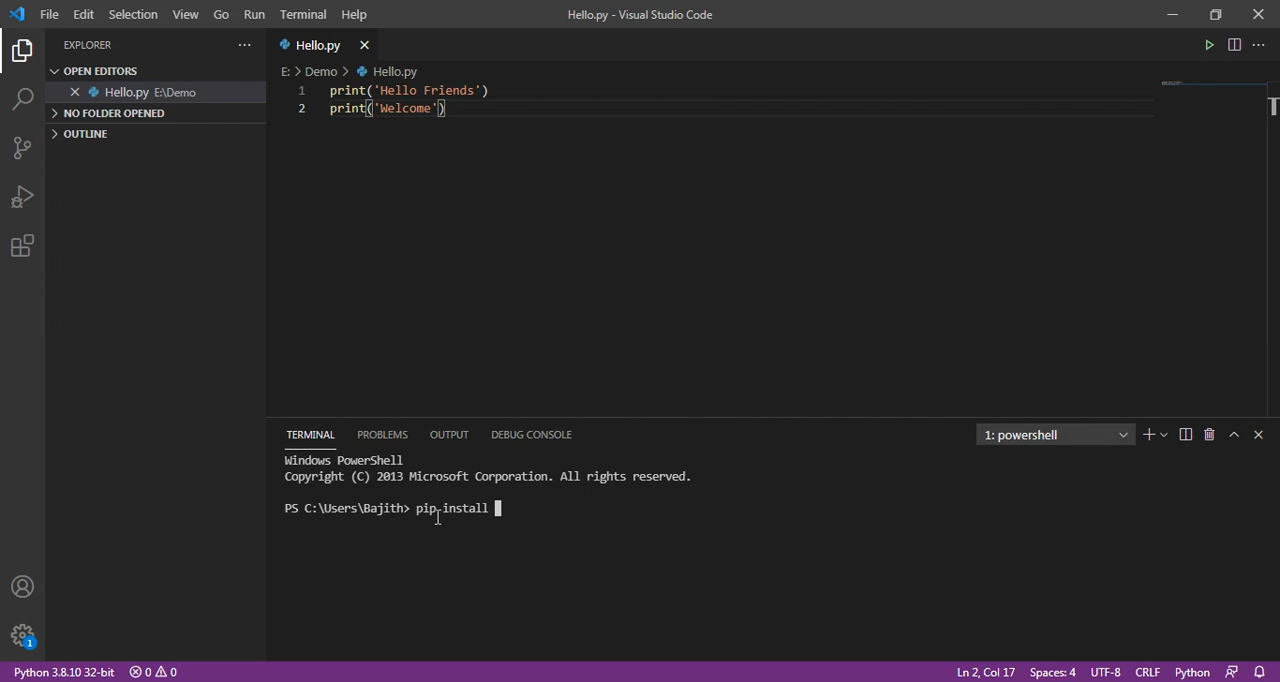 File Edit Selection View Go Run Terminal Help Hello.py - Visual Studio Code
EXPLORER ···
Hello.py
OPEN EDITORS
E: > Demo > Hello.py
Hello.py E:\Demo
1 print('Hello Friends')
2 print('Welcome')
NO FOLDER OPENED
OUTLINE
TERMINAL PROBLEMS OUTPUT DEBUG CONSOLE 1: powershell
Windows PowerShell
Copyright (C) 2013 Microsoft Corporation. All rights reserved.
PS C:\Users\Bajith> pip install
1
Python 3.8.10 32-bit 0 0 Ln 2, Col 17 Spaces: 4 UTF-8 CRLF Python